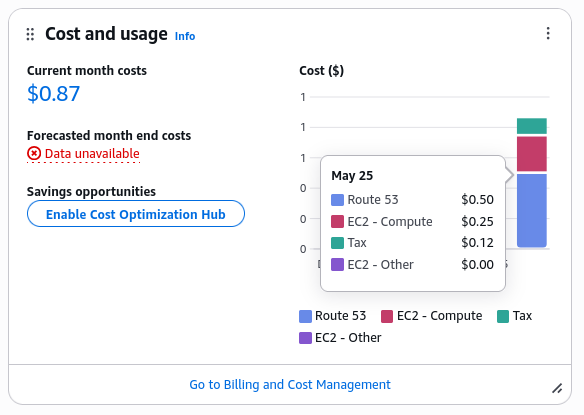 Cost and usage Info
Current month costs
$0.87
Forecasted month end costs
Data unavailable
Savings opportunities
Enable Cost Optimization Hub
Cost ($)
1
1
1
0
0
0
May 25
Route 53 $0.50
EC2 - Compute $0.25
Tax $0.12
EC2 - Other $0.00
Route 53 EC2 - Compute Tax
EC2 - Other
Go to Billing and Cost Management